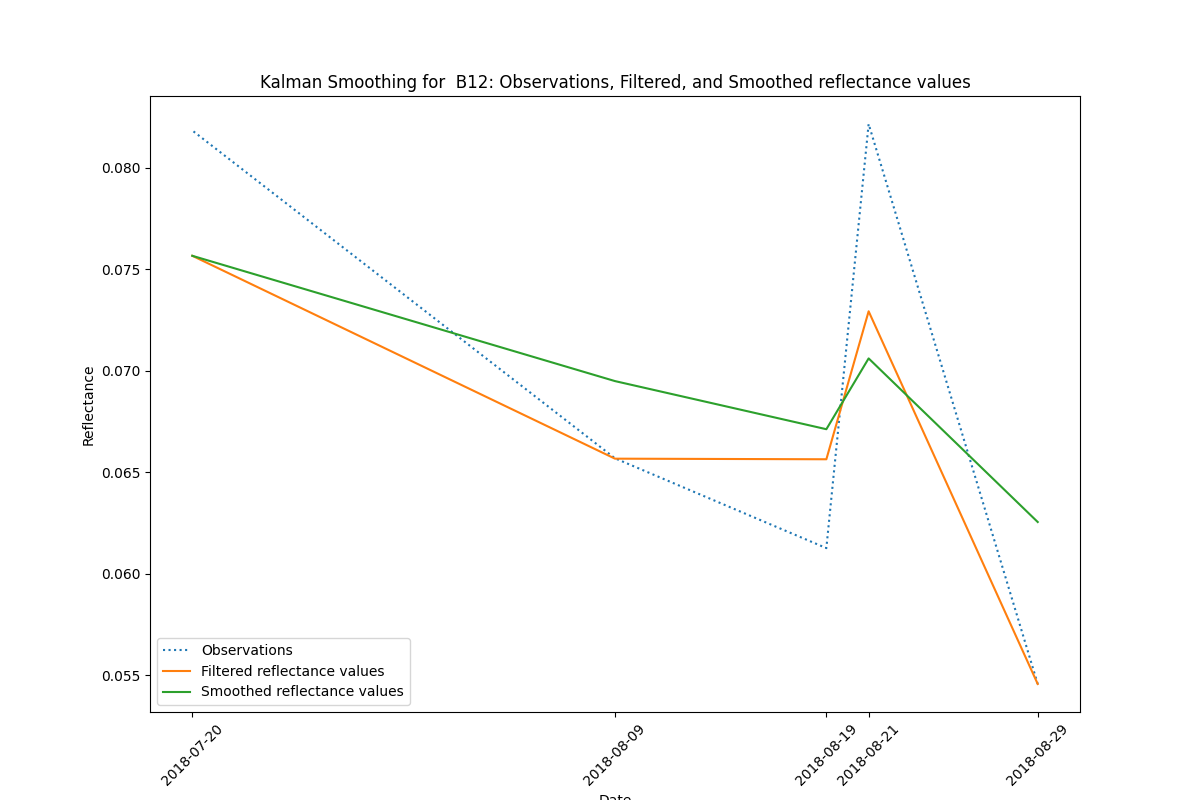 Kalman Smoothing for  B12: Observations, Filtered, and Smoothed reflectance values
0.080
0.075
0.070
0.065
0.060
0.055
Reflectance
Observations
Filtered reflectance values
Smoothed reflectance values
2018-07-20
2018-08-09
2018-08-19
2018-08-21
2018-08-29
Date